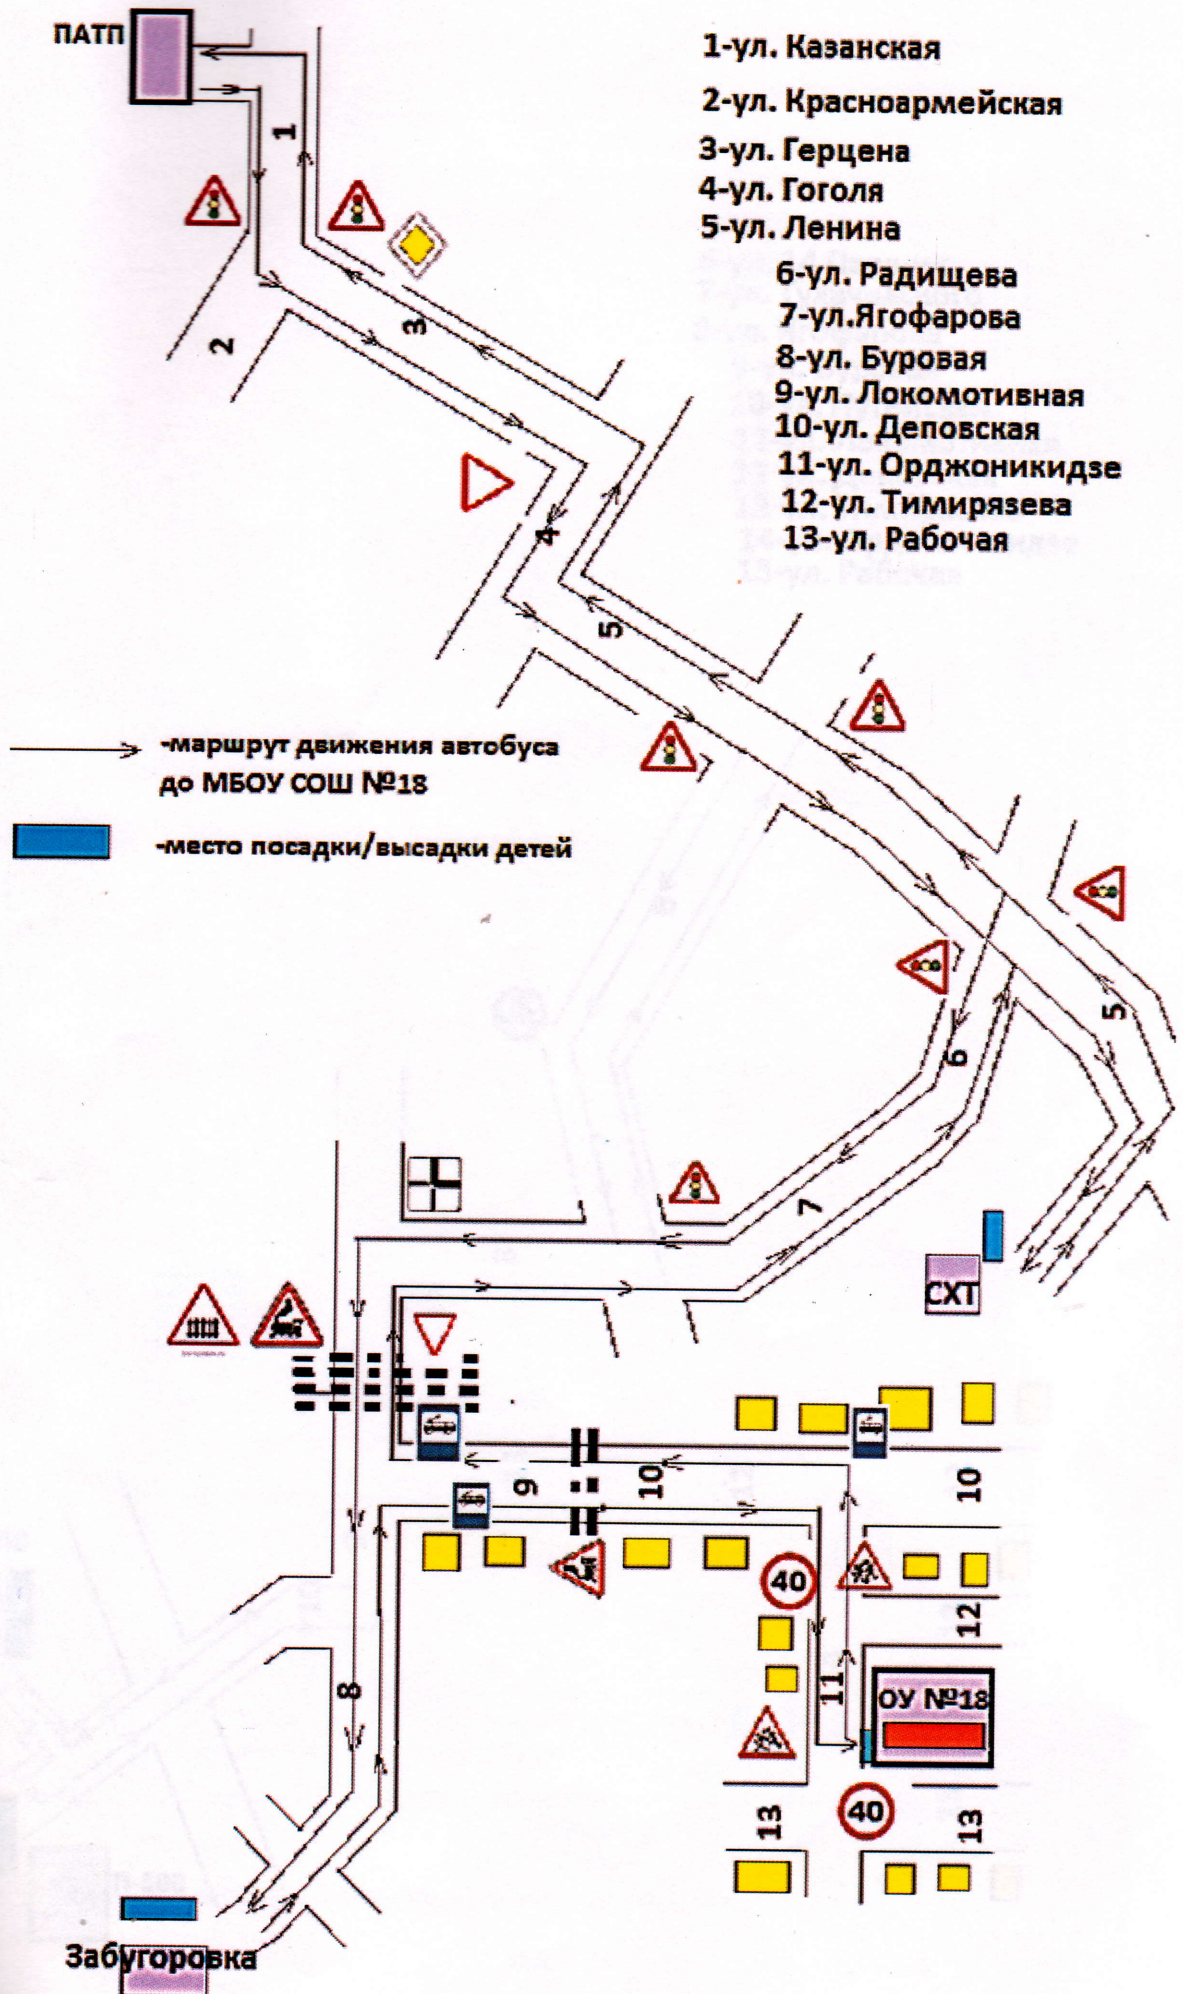 ПАТП
1-ул. Казанская
2-ул. Красноармейская
3-ул. Герцена
4-ул. Гоголя
5-ул. Ленина
6-ул. Радищева
7-ул.Ягофарова
8-ул. Буровая
9-ул. Локомотивная
10-ул. Деповская
11-ул. Орджоникидзе
12-ул. Тимирязева
13-ул. Рабочая
1
2
3
4
5
-маршрут движения автобуса
до МБОУ СОШ №18
-место посадки/высадки детей
5
6
7
СХТ
9
10
10
40
12
8
11
ОУ №18
40
13
13
Забугоровка